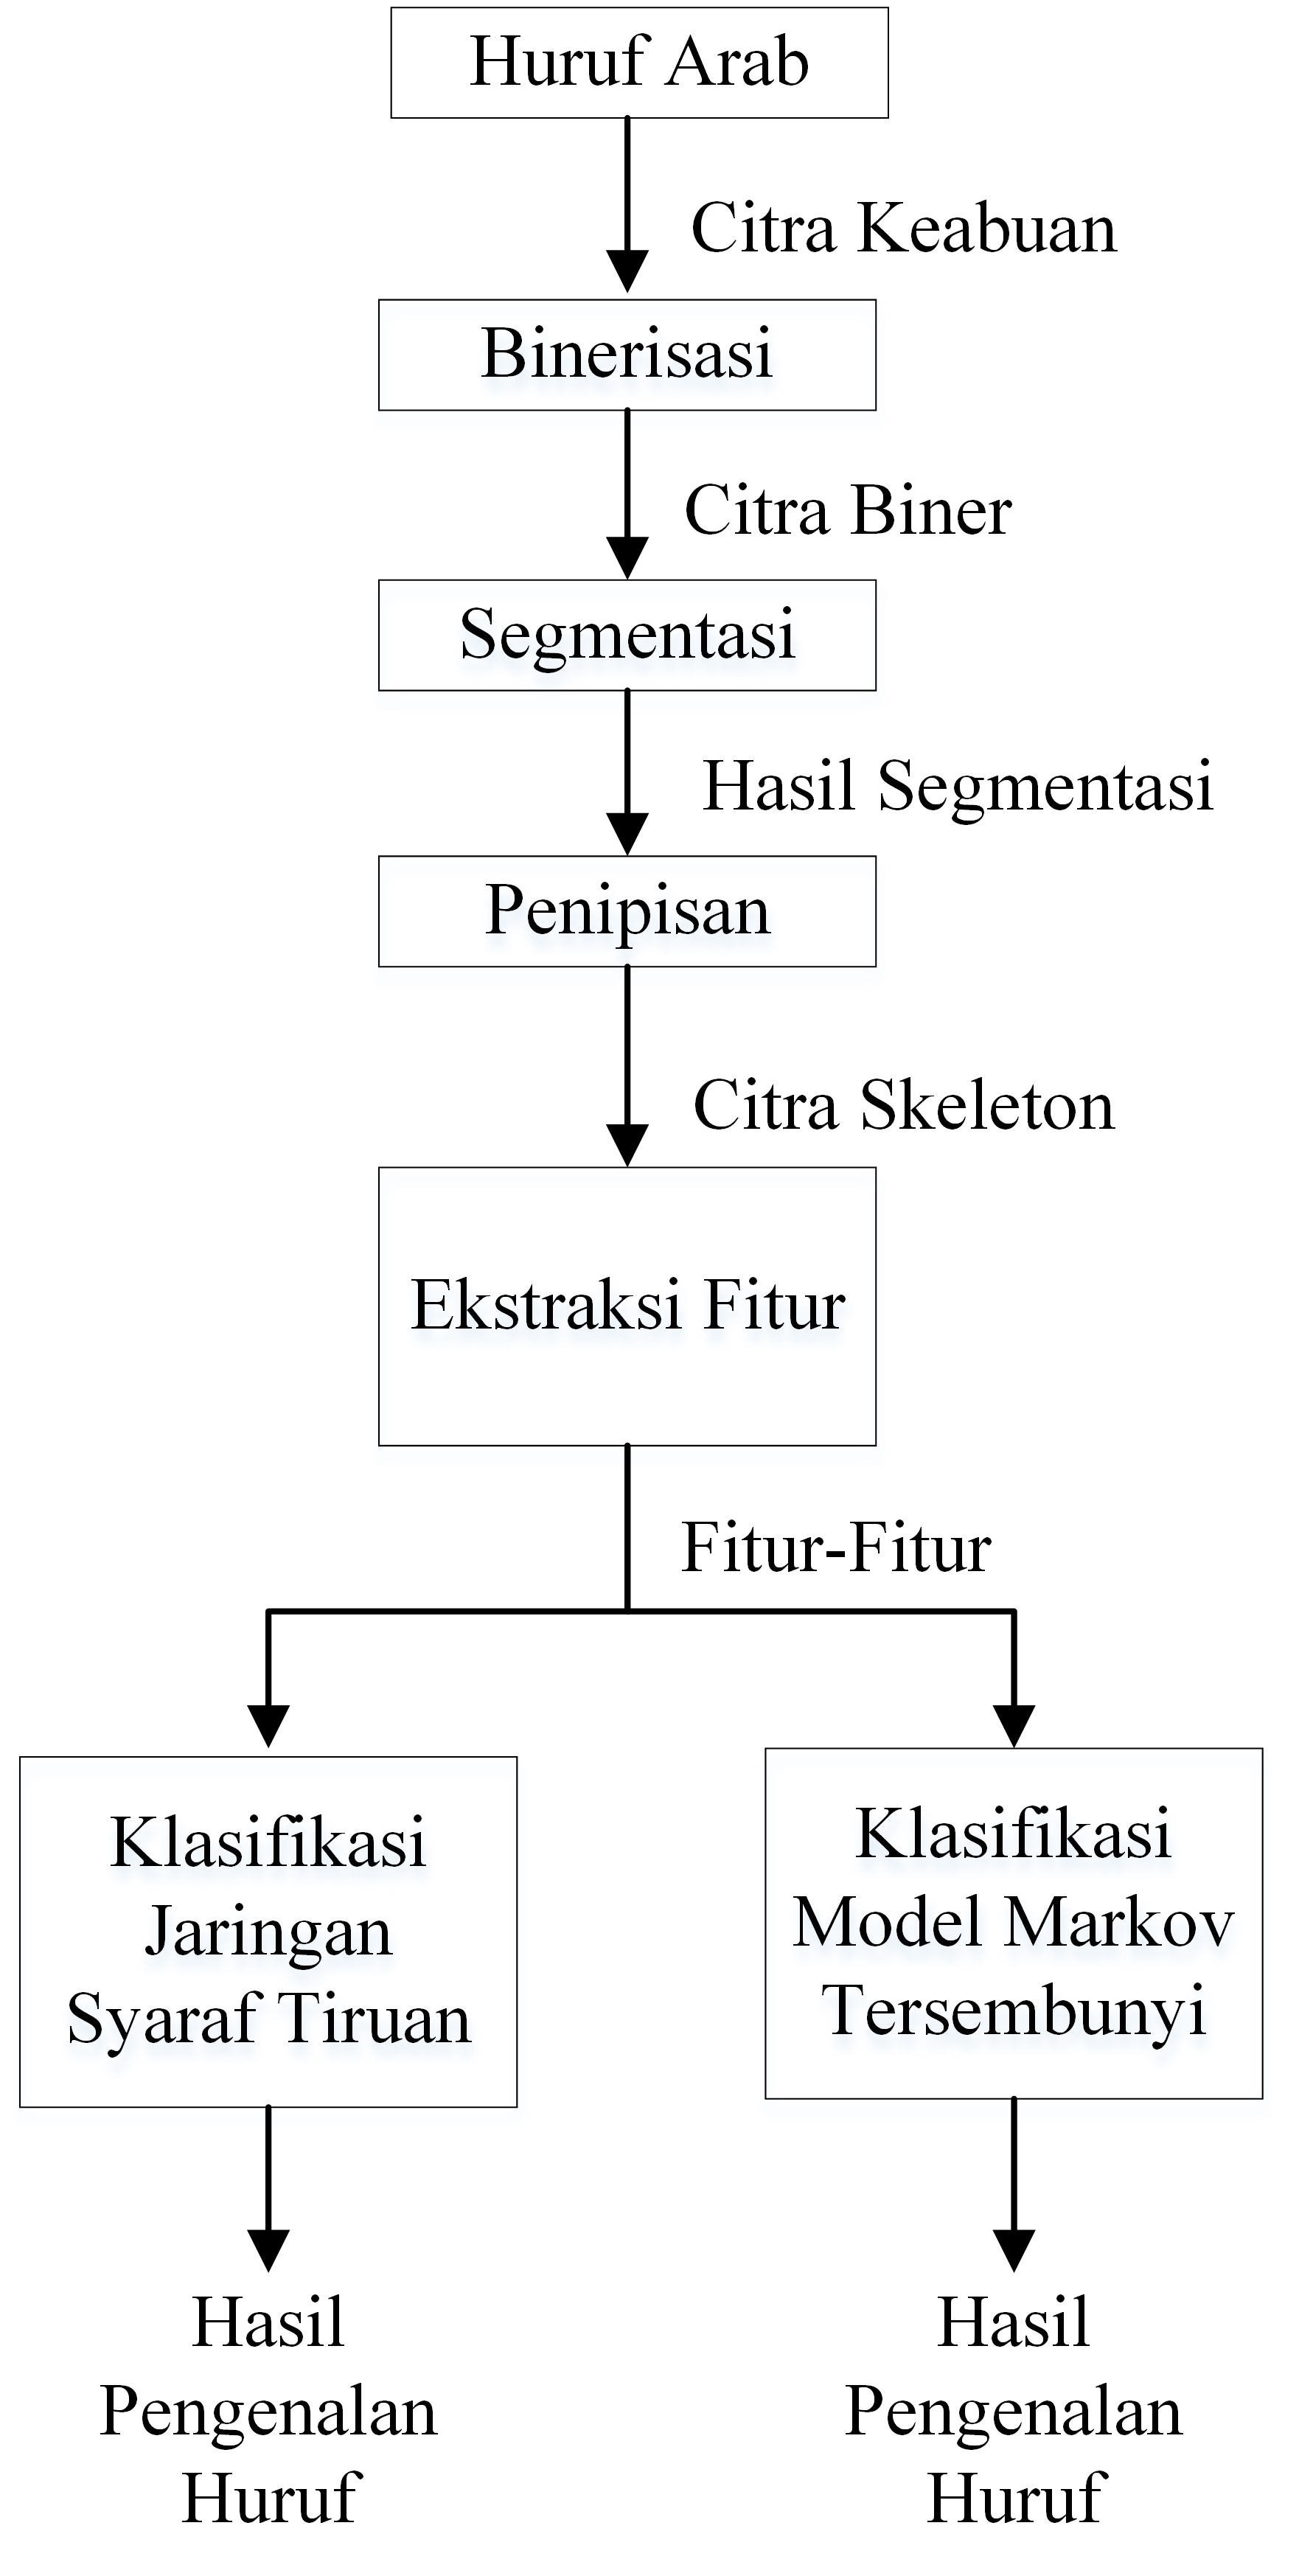 Huruf Arab
Citra Keabuan
Binerisasi
Citra Biner
Segmentasi
Hasil Segmentasi
Penipisan
Citra Skeleton
Ekstraksi Fitur
Fitur-Fitur
Klasifikasi
Jaringan
Syaraf Tiruan
Klasifikasi
Model Markov
Tersembunyi
Hasil
Pengenalan
Huruf
Hasil
Pengenalan
Huruf